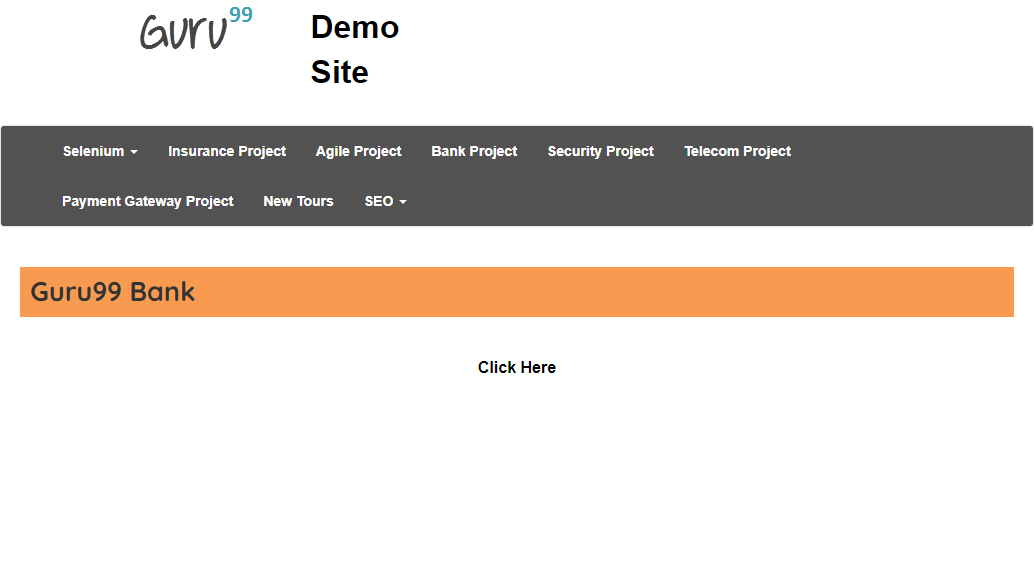 Guru99
Demo
Site
Selenium Insurance Project Agile Project Bank Project Security Project Telecom Project
Payment Gateway Project New Tours SEO
Guru99 Bank
Click Here